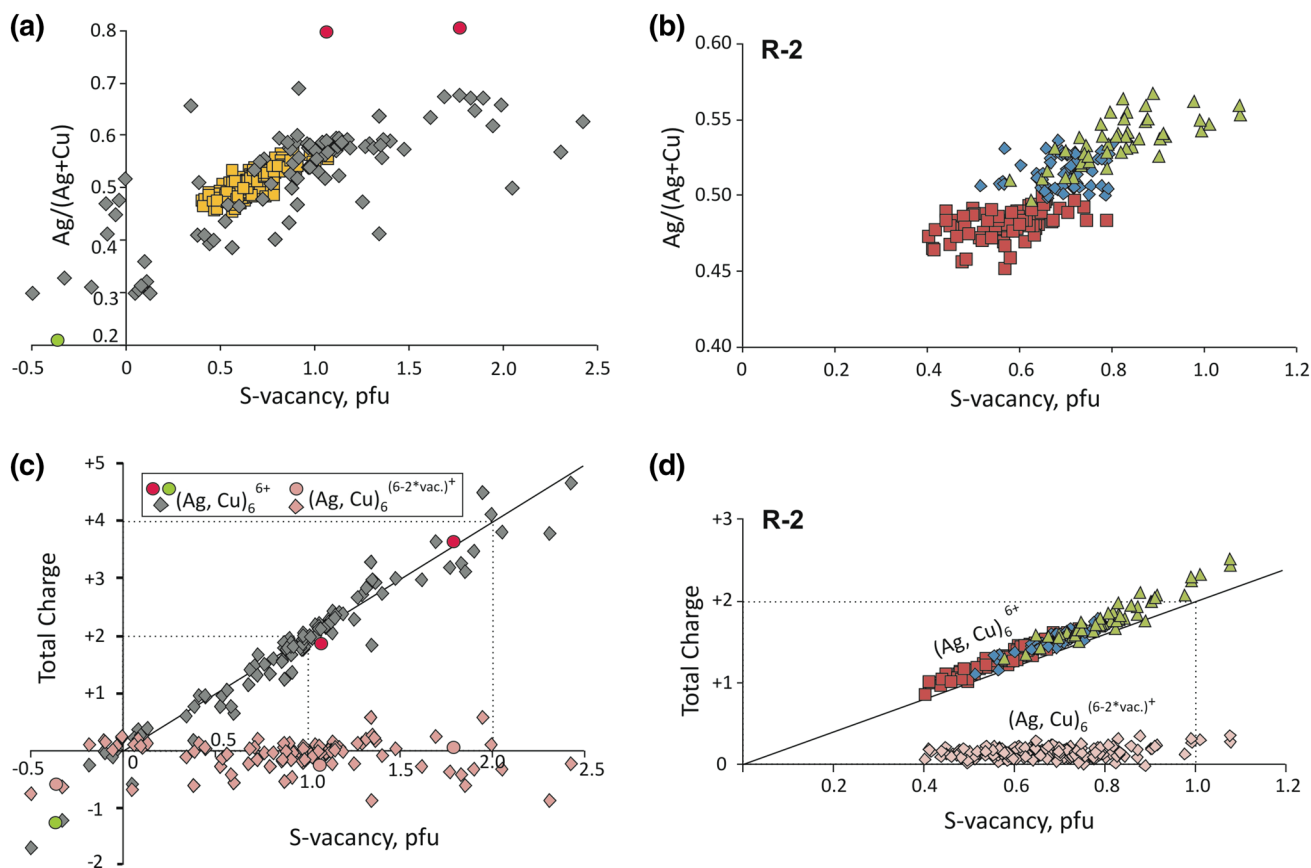 (a)
0.8
0.7
0.6
0.5
0.4
0.3
0.2
Ag/(Ag+Cu)
-0.5 0 0.5 1.0 1.5 2.0 2.5
S-vacancy, pfu
(b)
R-2
0.60
0.55
0.50
0.45
0.40
Ag/(Ag+Cu)
0.2 0.4 0.6 0.8 1.0 1.2
S-vacancy, pfu
(c)
+5
+4
+3
+2
+1
-1
-2
Total Charge
(Ag, Cu)₆⁶⁺ (Ag, Cu)₆⁽⁶⁻²*ᵛᵃᶜ·⁾⁺
-0.5 0 0.5 1.0 1.5 2.0 2.5
S-vacancy, pfu
(d)
R-2
+3
+2
+1
0
Total Charge
(Ag, Cu)₆⁶⁺
(Ag, Cu)₆⁽⁶⁻²*ᵛᵃᶜ·⁾⁺
0.2 0.4 0.6 0.8 1.0 1.2
S-vacancy, pfu